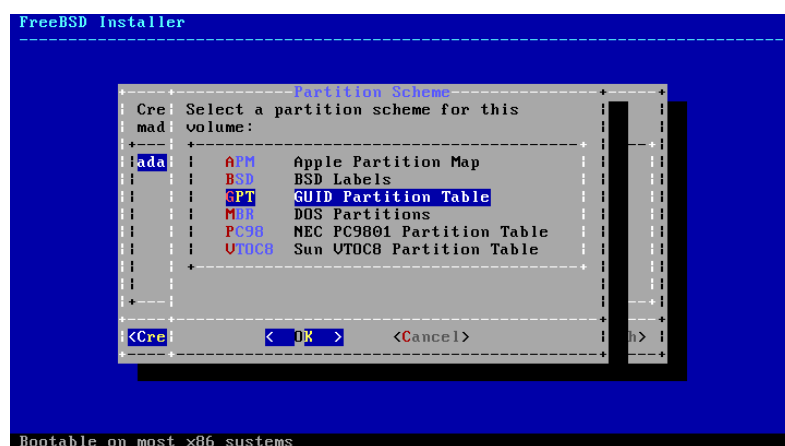 FreeBSD Installer
Partition Scheme
Cre Select a partition scheme for this
mad volume:
ada APM Apple Partition Map
BSD BSD Labels
GPT GUID Partition Table
MBR DOS Partitions
PC98 NEC PC9801 Partition Table
VTOC8 Sun VTOC8 Partition Table
<Cre < OK > <Cancel> h>
Bootable on most x86 systems